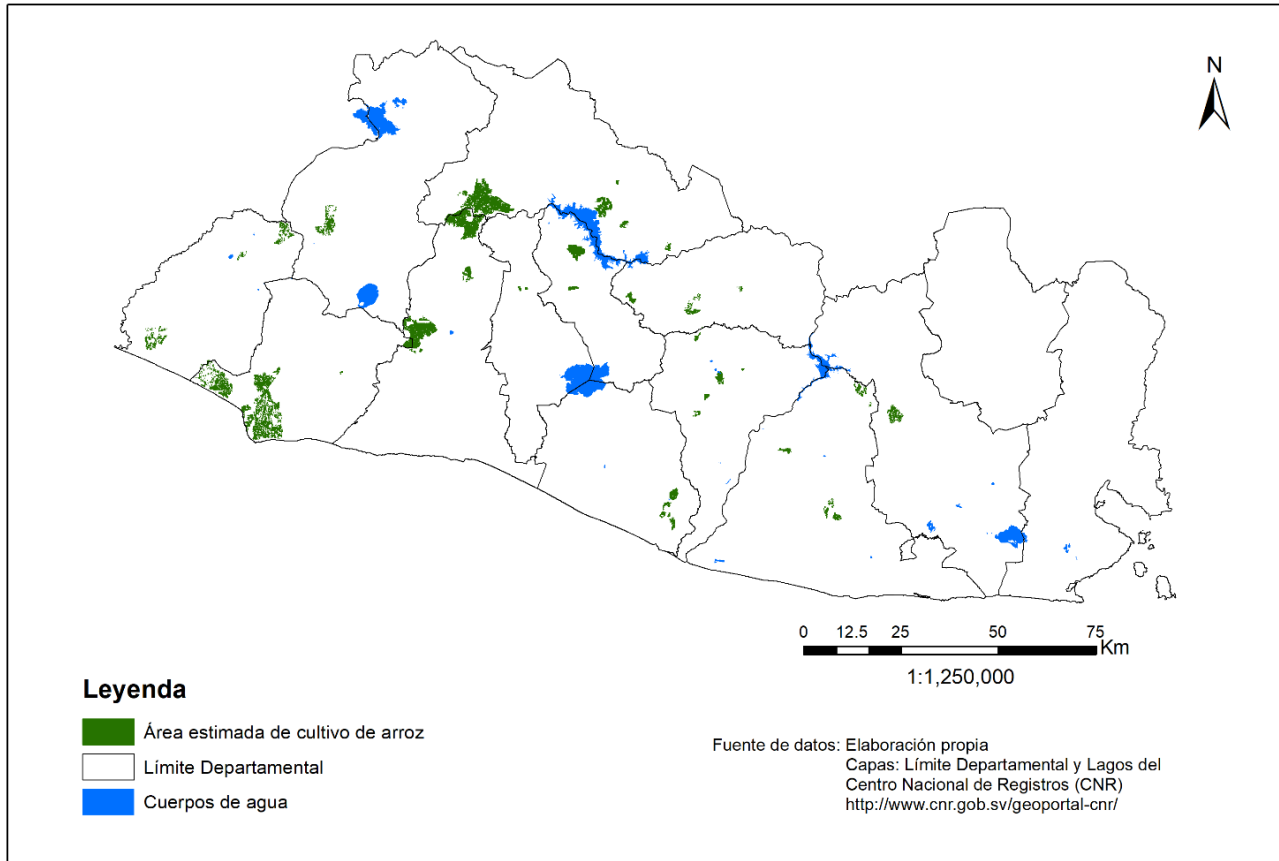 N
0 12.5 25 50 75
Km
1:1,250,000
Leyenda
Área estimada de cultivo de arroz
Límite Departamental
Cuerpos de agua
Fuente de datos: Elaboración propia
Capas: Límite Departamental y Lagos del
Centro Nacional de Registros (CNR)
http://www.cnr.gob.sv/geoportal-cnr/